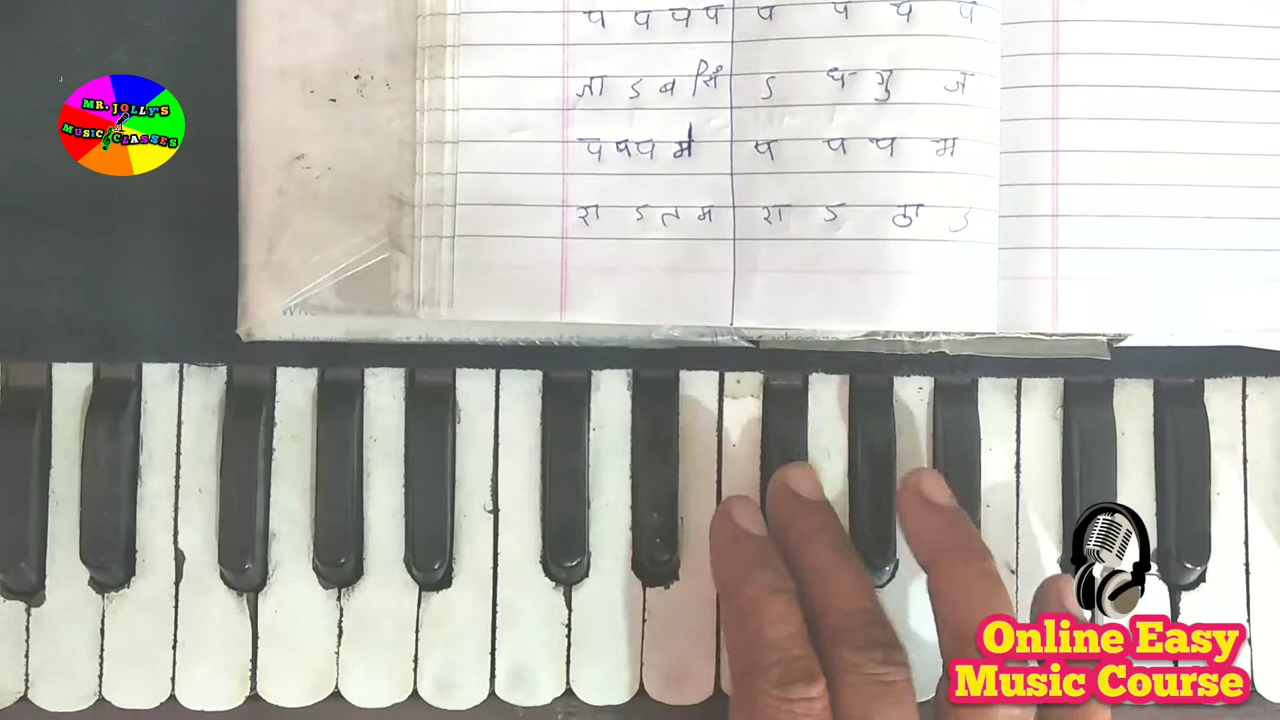 प प प प प प प प
जा ऽ ब सिं ऽ ध गु ज
प प प म॑ प प प म
रा ऽ त म रा ऽ ठा ऽ
MR. JOLLY'S
MUSIC CLASSES
Online Easy
Music Course